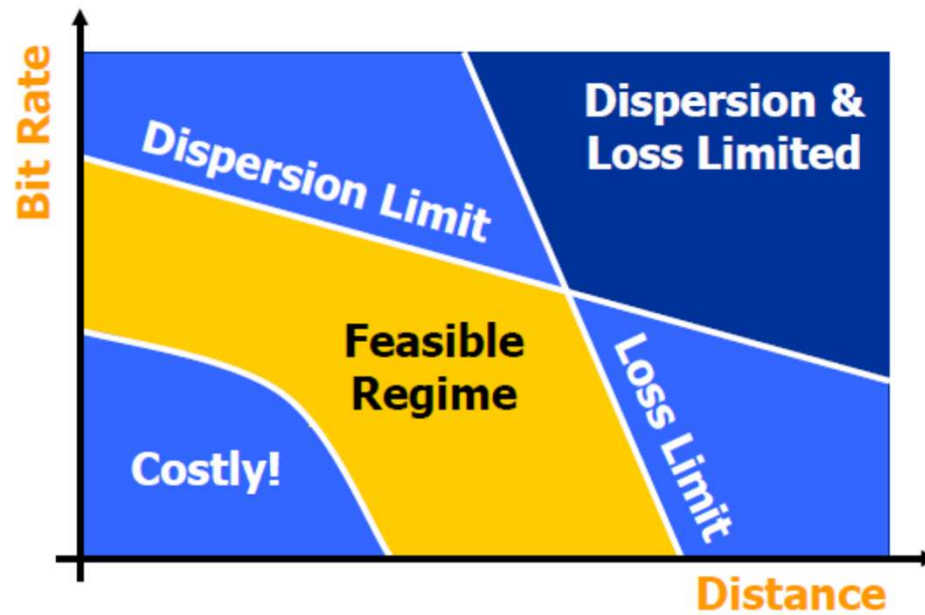 Bit Rate
Dispersion &
Loss Limited
Dispersion Limit
Feasible
Regime
Loss Limit
Costly!
Distance